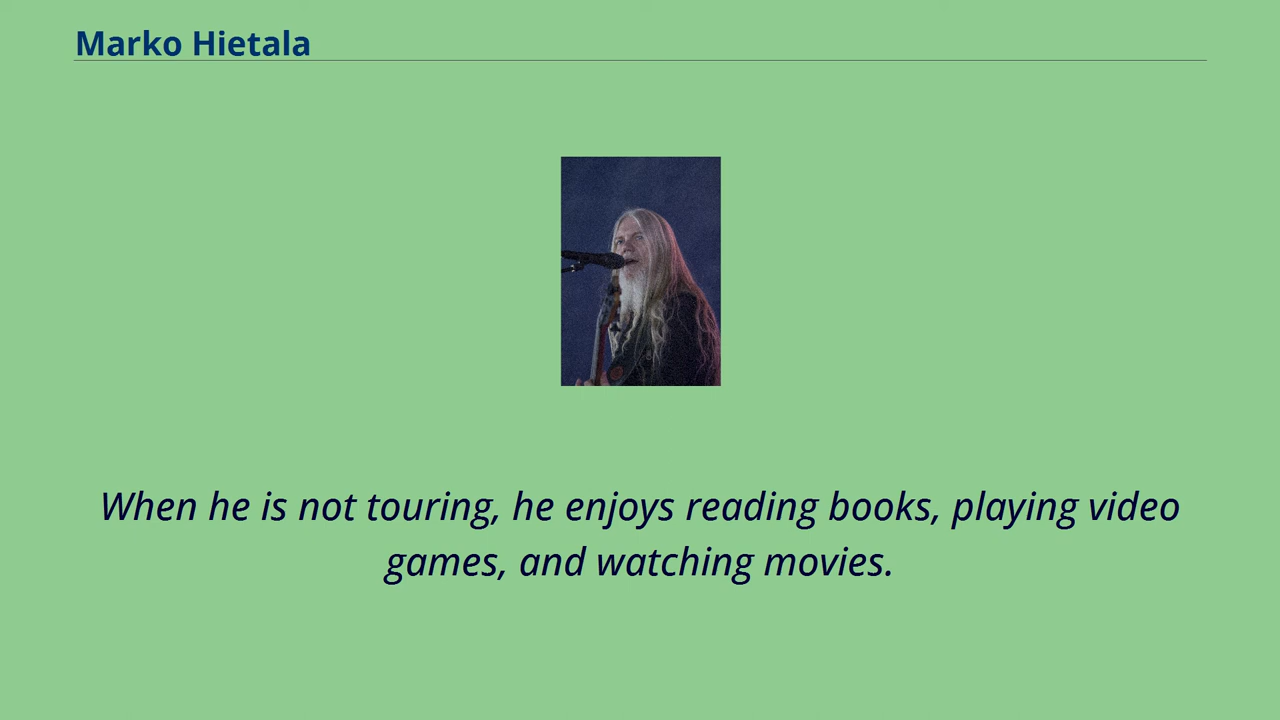 Marko Hietala
When he is not touring, he enjoys reading books, playing video
games, and watching movies.